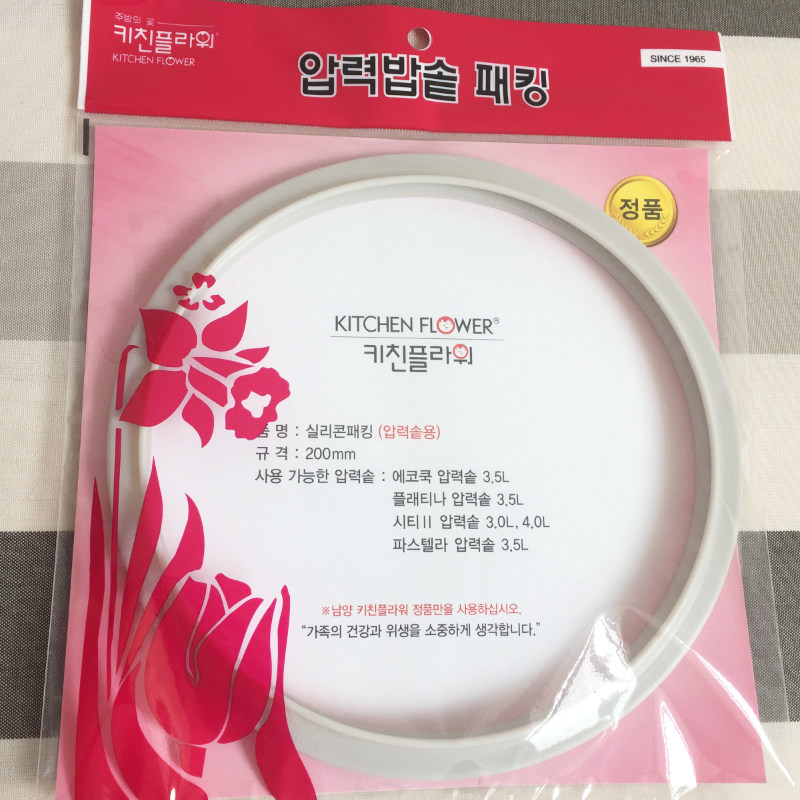 주방의 꽃
키친플라워
KITCHEN FLOWER
압력밥솥 패킹
SINCE 1965
정품
KITCHEN FLOWER®
키친플라워
품 명 : 실리콘패킹 (압력솥용)
규 격 : 200mm
사용 가능한 압력솥 : 에코쿡 압력솥 3.5L
플래티나 압력솥 3.5L
시티II 압력솥 3.0L, 4.0L
파스텔라 압력솥 3.5L
※남양 키친플라워 정품만을 사용하십시오.
“가족의 건강과 위생을 소중하게 생각합니다.”